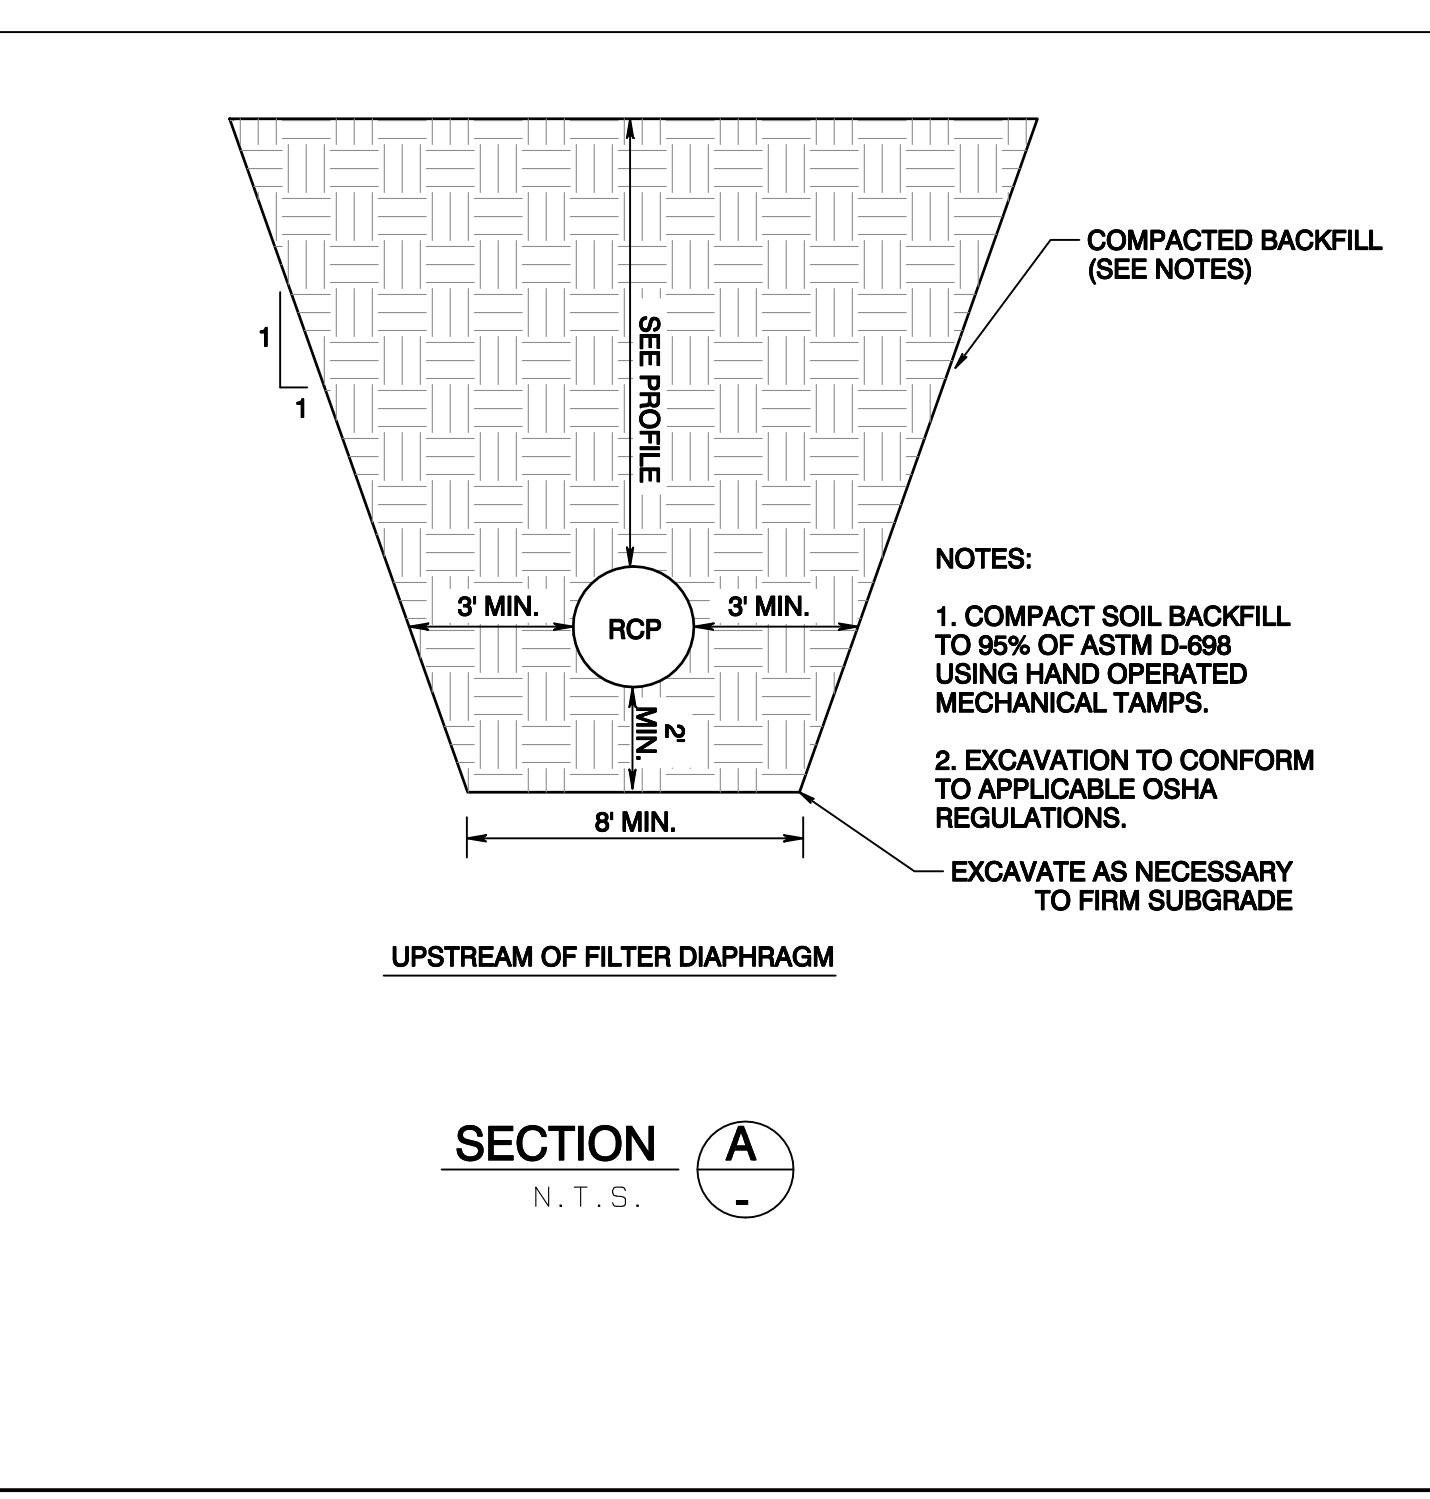 COMPACTED BACKFILL
(SEE NOTES)
1
1
SEE PROFILE
3' MIN.
RCP
3' MIN.
2'
MIN.
8' MIN.
NOTES:
1. COMPACT SOIL BACKFILL
TO 95% OF ASTM D-698
USING HAND OPERATED
MECHANICAL TAMPS.
2. EXCAVATION TO CONFORM
TO APPLICABLE OSHA
REGULATIONS.
EXCAVATE AS NECESSARY
TO FIRM SUBGRADE
UPSTREAM OF FILTER DIAPHRAGM
SECTION
N.T.S.
A
-